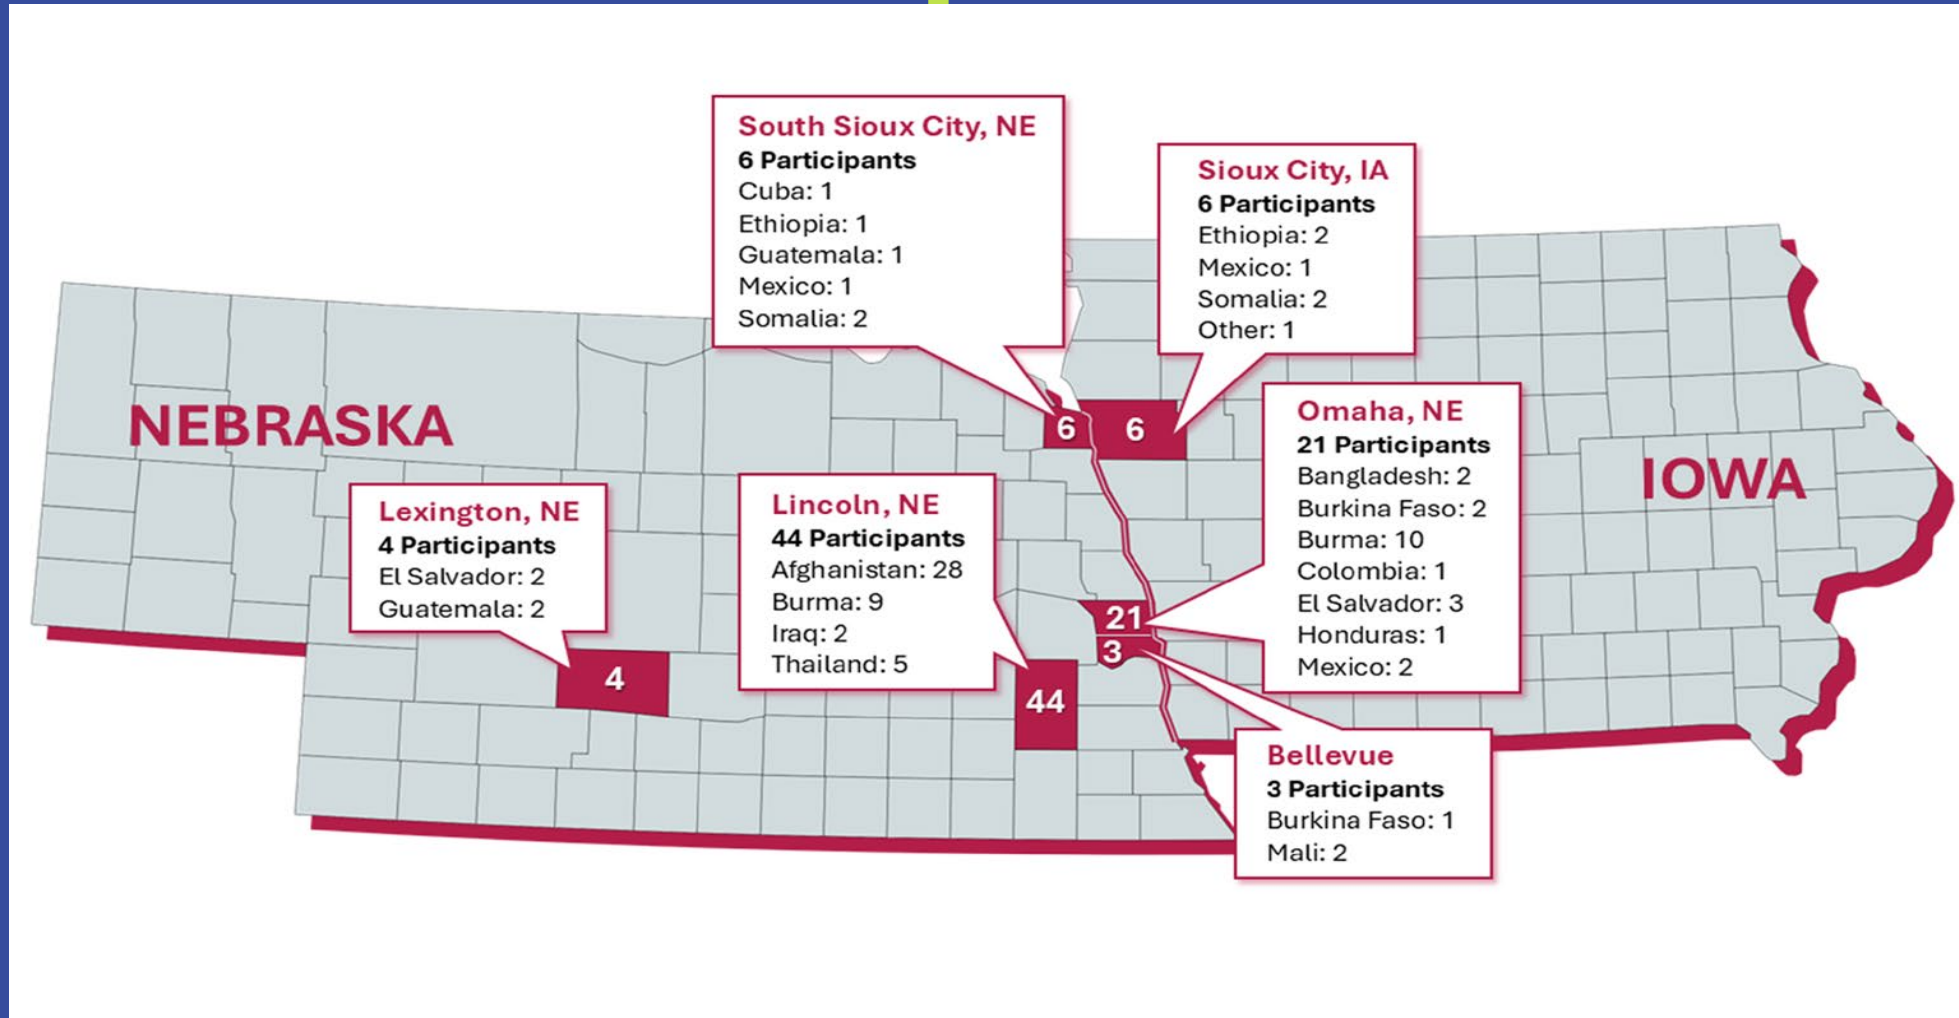 South Sioux City, NE
6 Participants
Cuba: 1
Ethiopia: 1
Guatemala: 1
Mexico: 1
Somalia: 2
Sioux City, IA
6 Participants
Ethiopia: 2
Mexico: 1
Somalia: 2
Other: 1
NEBRASKA
6
6
Omaha, NE
21 Participants
Bangladesh: 2
Burkina Faso: 2
Burma: 10
Colombia: 1
El Salvador: 3
Honduras: 1
Mexico: 2
IOWA
Lexington, NE
4 Participants
El Salvador: 2
Guatemala: 2
Lincoln, NE
44 Participants
Afghanistan: 28
Burma: 9
Iraq: 2
Thailand: 5
21
3
4
44
Bellevue
3 Participants
Burkina Faso: 1
Mali: 2